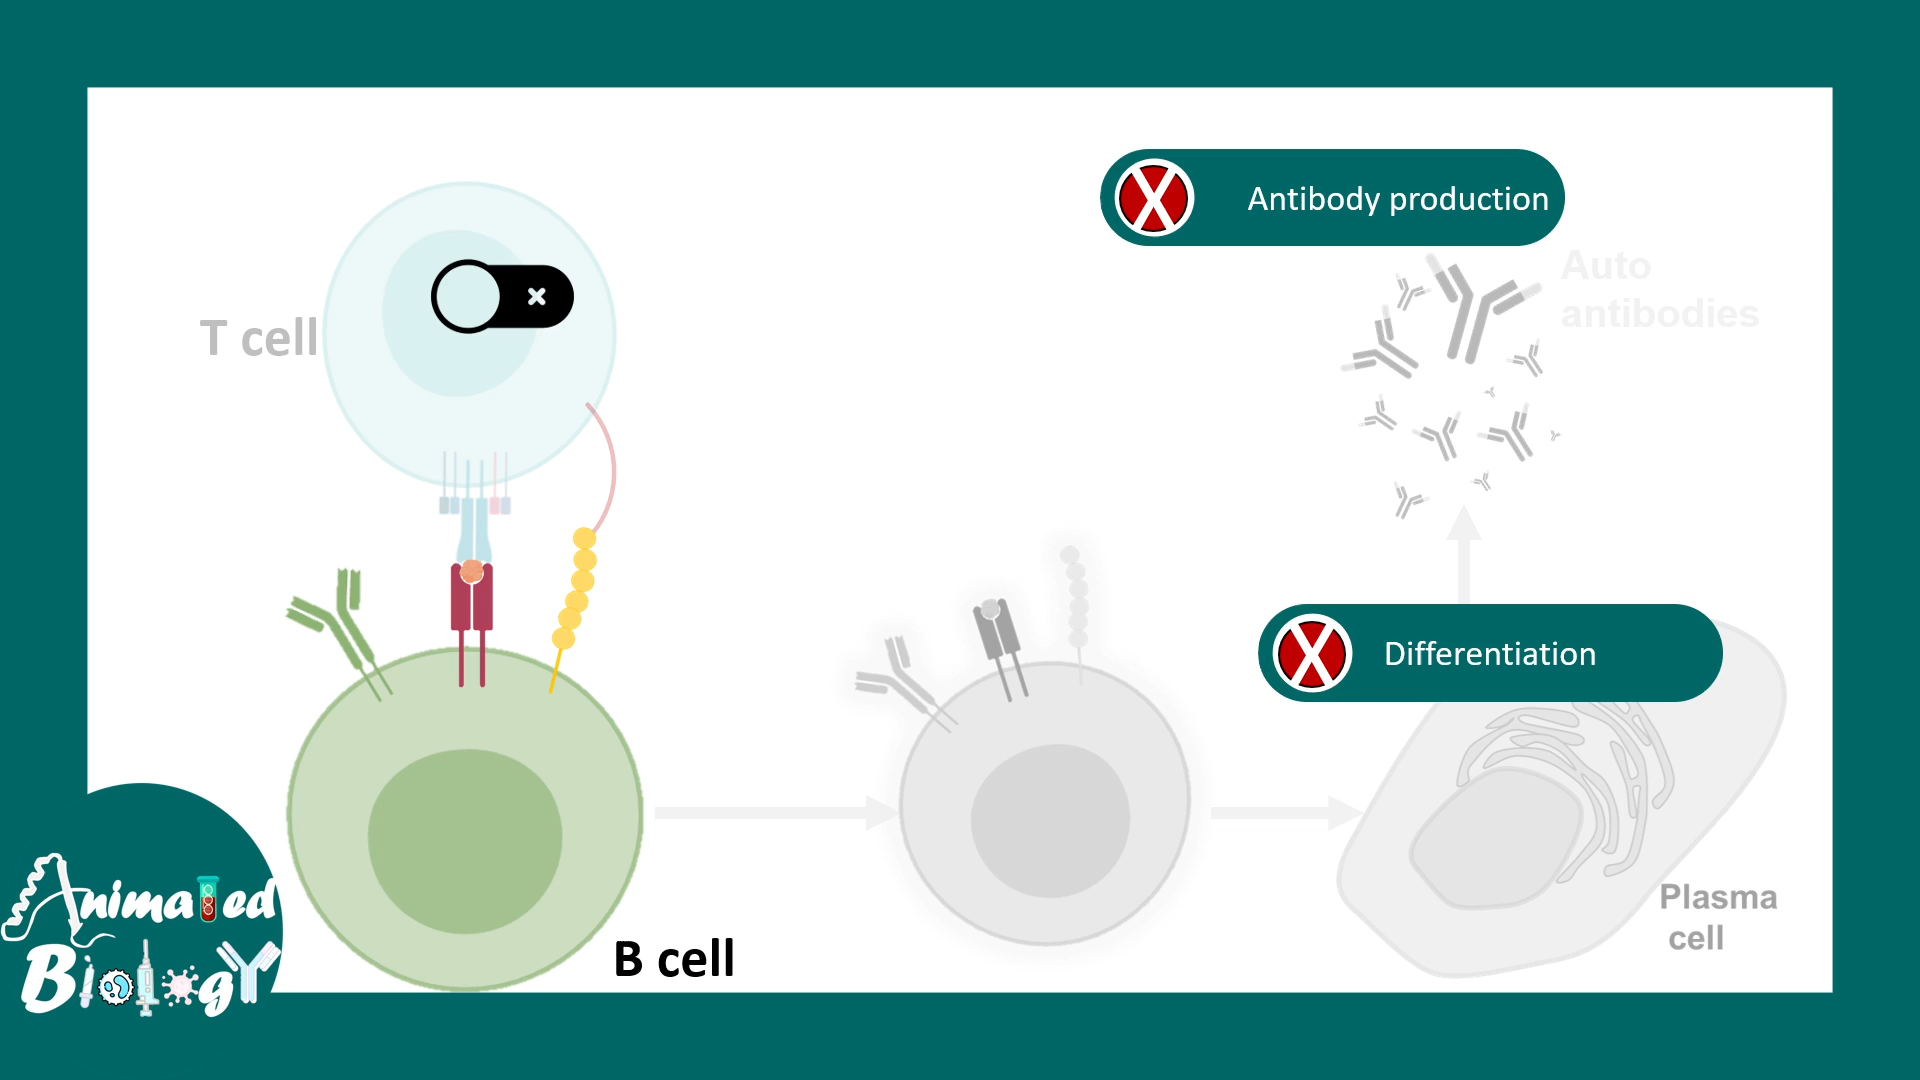 Antibody production
Auto
antibodies
T cell
Differentiation
Plasma
cell
B cell
Animated
Biology